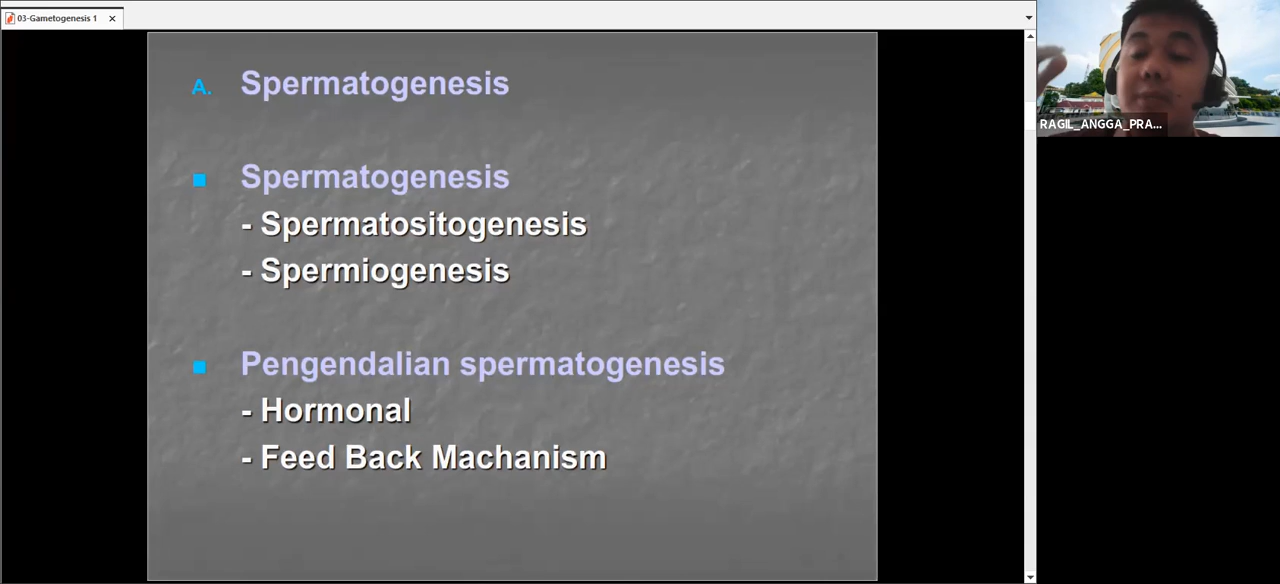 03-Gametogenesis 1
A. Spermatogenesis
Spermatogenesis
- Spermatositogenesis
- Spermiogenesis
Pengendalian spermatogenesis
- Hormonal
- Feed Back Machanism
RAGIL_ANGGA_PRA...